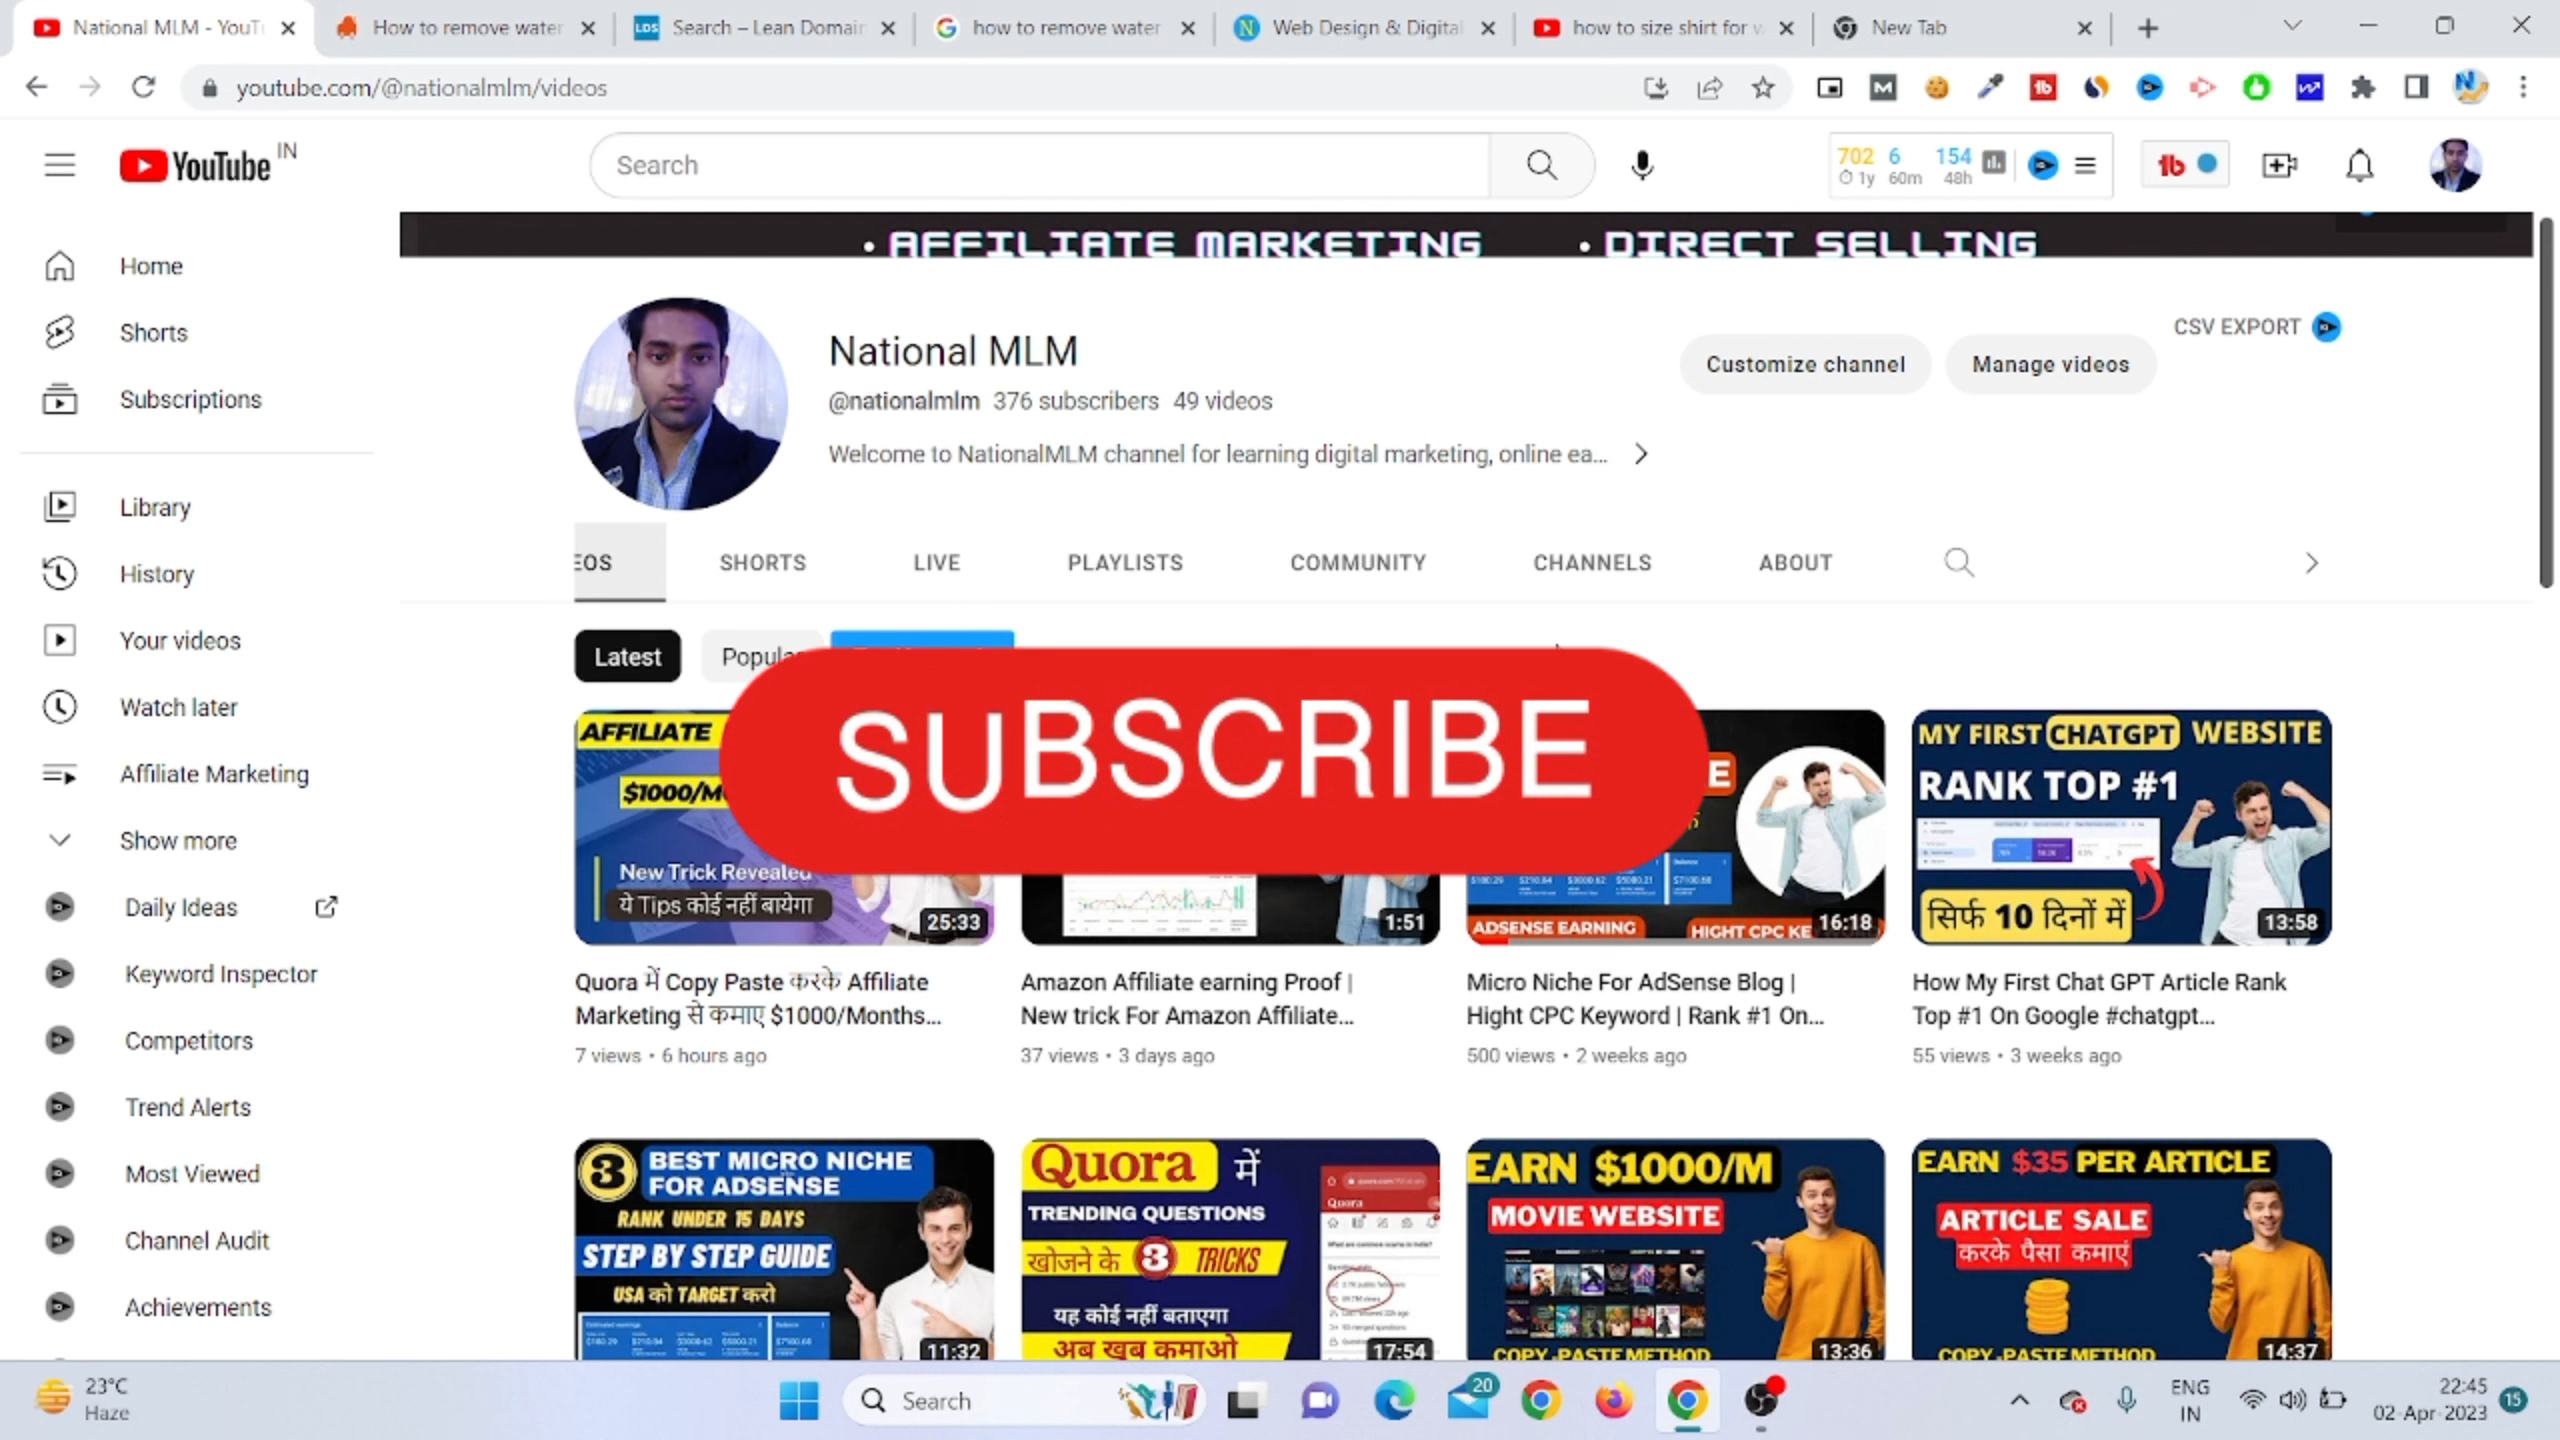 National MLM - YouTu
How to remove water
Search – Lean Domain
how to remove water
Web Design & Digital
how to size shirt for w
New Tab
youtube.com/@nationalmlm/videos
YouTube IN
Search
702 6 154
1y 60m 48h
• AFFILIATE MARKETING • DIRECT SELLING
Home
Shorts
Subscriptions
Library
History
Your videos
Watch later
Affiliate Marketing
Show more
Daily Ideas
Keyword Inspector
Competitors
Trend Alerts
Most Viewed
Channel Audit
Achievements
National MLM
@nationalmlm 376 subscribers 49 videos
Welcome to NationalMLM channel for learning digital marketing, online ea...
Customize channel
Manage videos
CSV EXPORT
EOS
SHORTS
LIVE
PLAYLISTS
COMMUNITY
CHANNELS
ABOUT
Latest
Popular
SUBSCRIBE
AFFILIATE
$1000/M
New Trick Revealed
ये Tips कोई नहीं बायेगा
25:33
1:51
E
ADSENSE EARNING
HIGHT CPC KE
16:18
MY FIRST CHATGPT WEBSITE
RANK TOP #1
सिर्फ 10 दिनों में
13:58
Quora में Copy Paste करके Affiliate
Marketing से कमाए $1000/Months...
7 views • 6 hours ago
Amazon Affiliate earning Proof |
New trick For Amazon Affiliate...
37 views • 3 days ago
Micro Niche For AdSense Blog |
Hight CPC Keyword | Rank #1 On...
500 views • 2 weeks ago
How My First Chat GPT Article Rank
Top #1 On Google #chatgpt...
55 views • 3 weeks ago
3 BEST MICRO NICHE
FOR ADSENSE
RANK UNDER 15 DAYS
STEP BY STEP GUIDE
USA को TARGET करो
11:32
Quora में
TRENDING QUESTIONS
खोजने के 3 TRICKS
यह कोई नहीं बताएगा
अब खूब कमाओ
Quora
17:54
EARN $1000/M
MOVIE WEBSITE
COPY-PASTE METHOD
13:36
EARN $35 PER ARTICLE
ARTICLE SALE
करके पैसा कमाएं
COPY-PASTE METHOD
14:37
23°C
Haze
Search
20
ENG
IN
22:45
02-Apr-2023
15